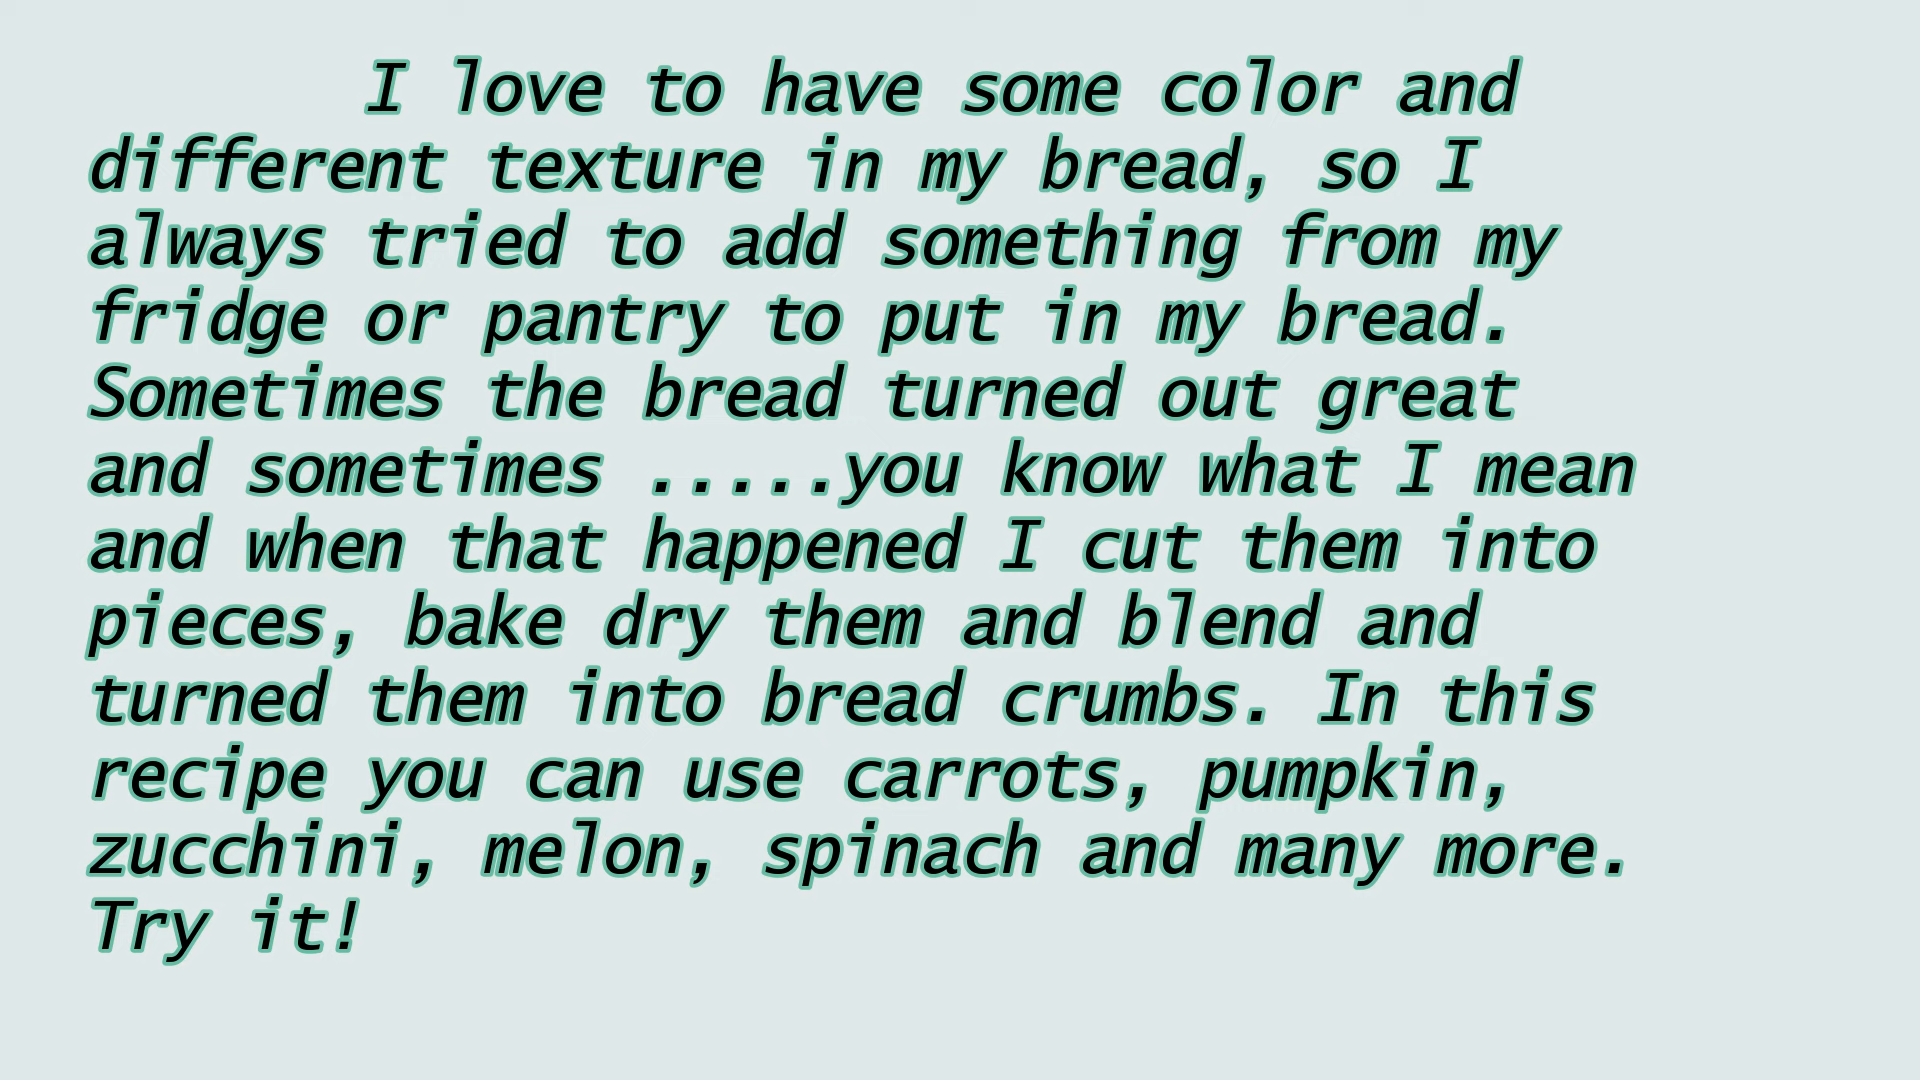 I love to have some color and
different texture in my bread, so I
always tried to add something from my
fridge or pantry to put in my bread.
Sometimes the bread turned out great
and sometimes .....you know what I mean
and when that happened I cut them into
pieces, bake dry them and blend and
turned them into bread crumbs. In this
recipe you can use carrots, pumpkin,
zucchini, melon, spinach and many more.
Try it!